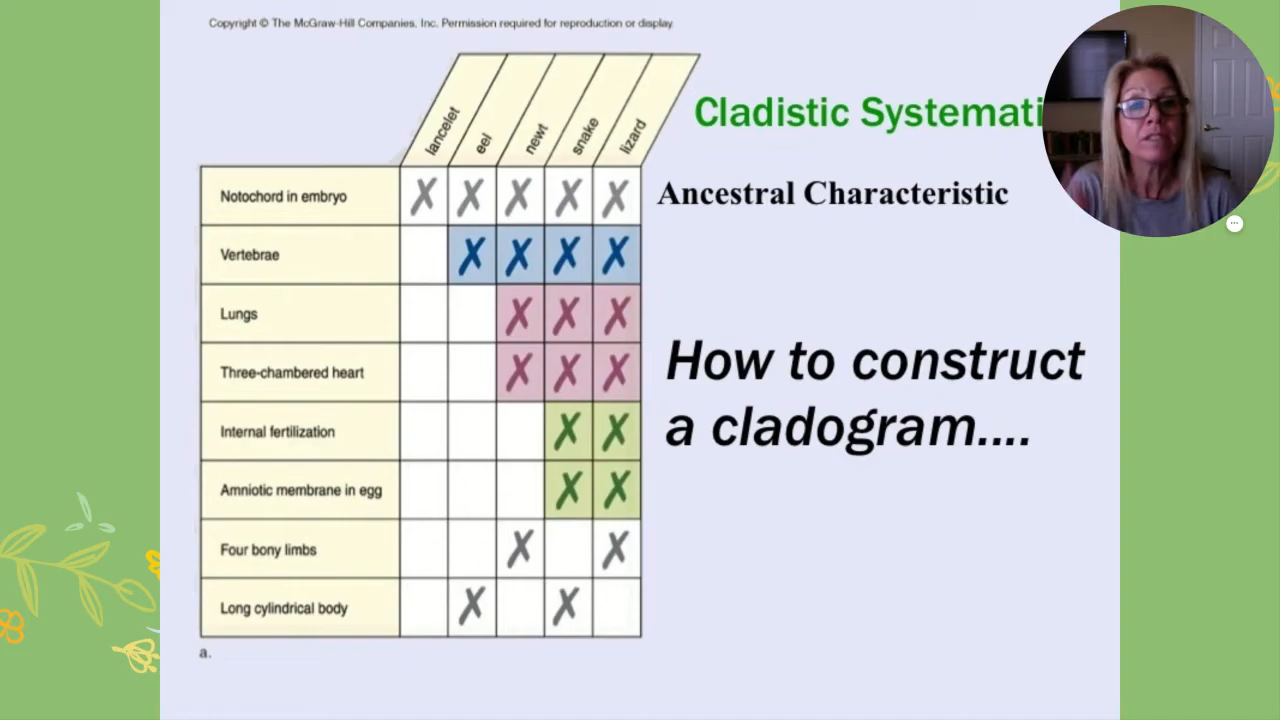 Copyright © The McGraw-Hill Companies, Inc. Permission required for reproduction or display.
lancelet
eel
newt
snake
lizard
Cladistic Systemati
Notochord in embryo X X X X X
Ancestral Characteristic
Vertebrae X X X X
Lungs X X X
Three-chambered heart X X X
How to construct
a cladogram....
Internal fertilization X X
Amniotic membrane in egg X X
Four bony limbs X X
Long cylindrical body X X
a.